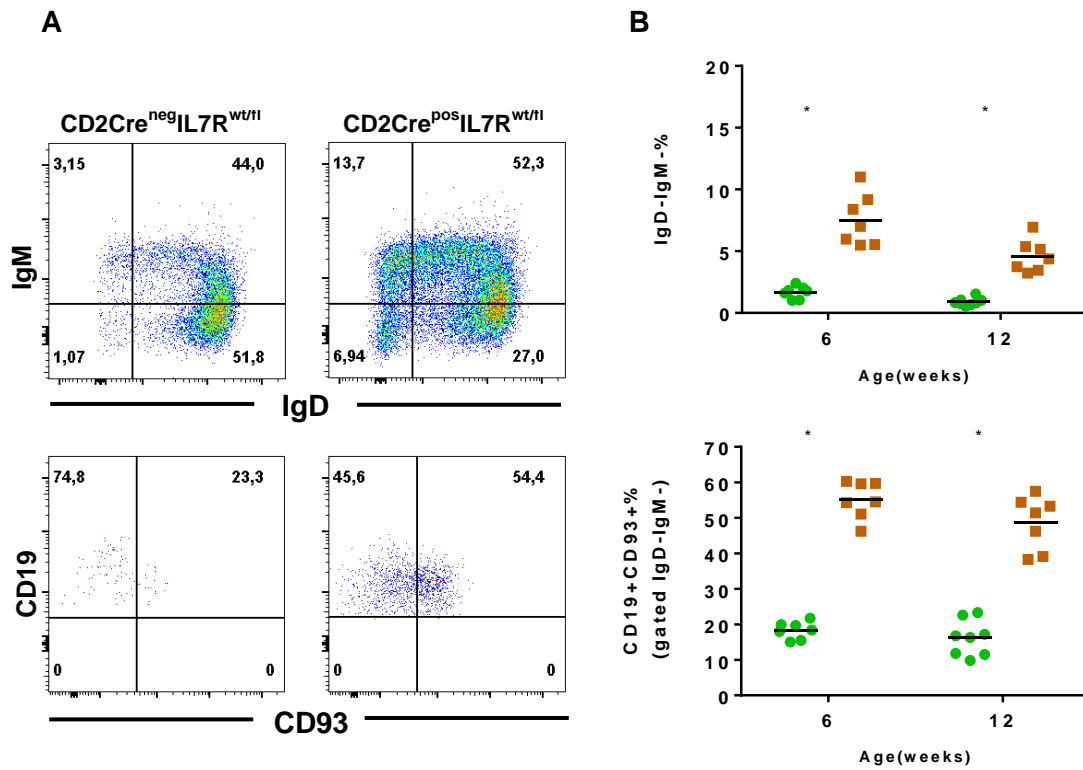 A
CD2Cre^neg IL7R^wt/fl
CD2Cre^pos IL7R^wt/fl
3,15
44,0
1,07
51,8
13,7
52,3
6,94
27,0
IgM
IgD
74,8
23,3
0
0
45,6
54,4
0
0
CD19
CD93
B
20
15
10
5
0
*
*
IgD-IgM-%
6
12
Age(weeks)
70
60
50
40
30
20
10
0
*
*
CD19+CD93+%
(gated IgD-IgM-)
6
12
Age(weeks)